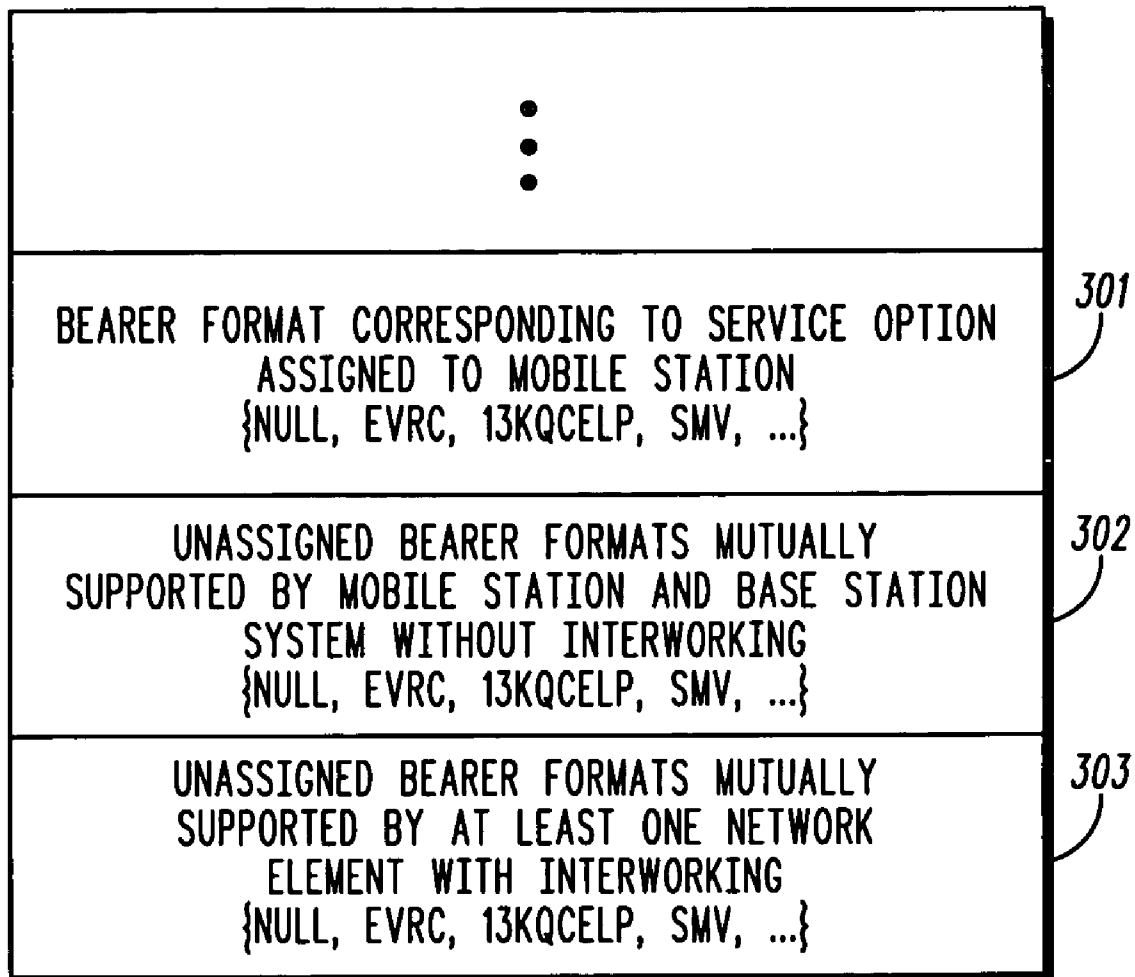 BEARER FORMAT CORRESPONDING TO SERVICE OPTION
ASSIGNED TO MOBILE STATION
{NULL, EVRC, 13KQCELP, SMV, ...}
301
UNASSIGNED BEARER FORMATS MUTUALLY
SUPPORTED BY MOBILE STATION AND BASE STATION
SYSTEM WITHOUT INTERWORKING
{NULL, EVRC, 13KQCELP, SMV, ...}
302
UNASSIGNED BEARER FORMATS MUTUALLY
SUPPORTED BY AT LEAST ONE NETWORK
ELEMENT WITH INTERWORKING
{NULL, EVRC, 13KQCELP, SMV, ...}
303